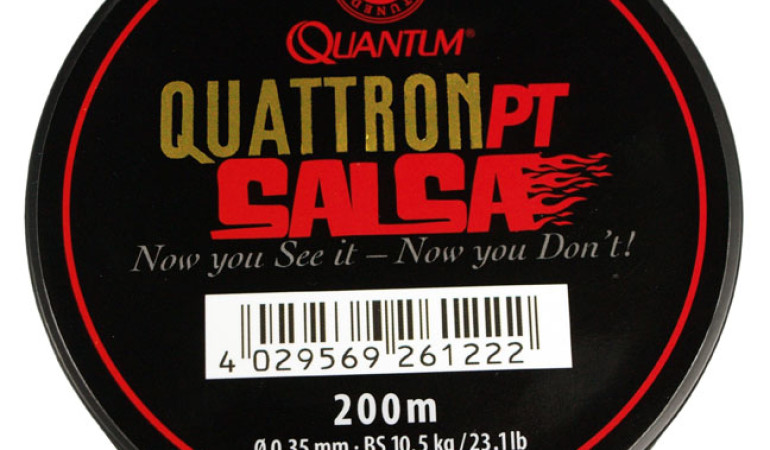 TUNED
QUANTUM®
QUATTRON PT
SALSA
Now you See it – Now you Don't!
4 029569 261222
200m
Ø 0,35 mm · BS 10,5 kg / 23,1 lb